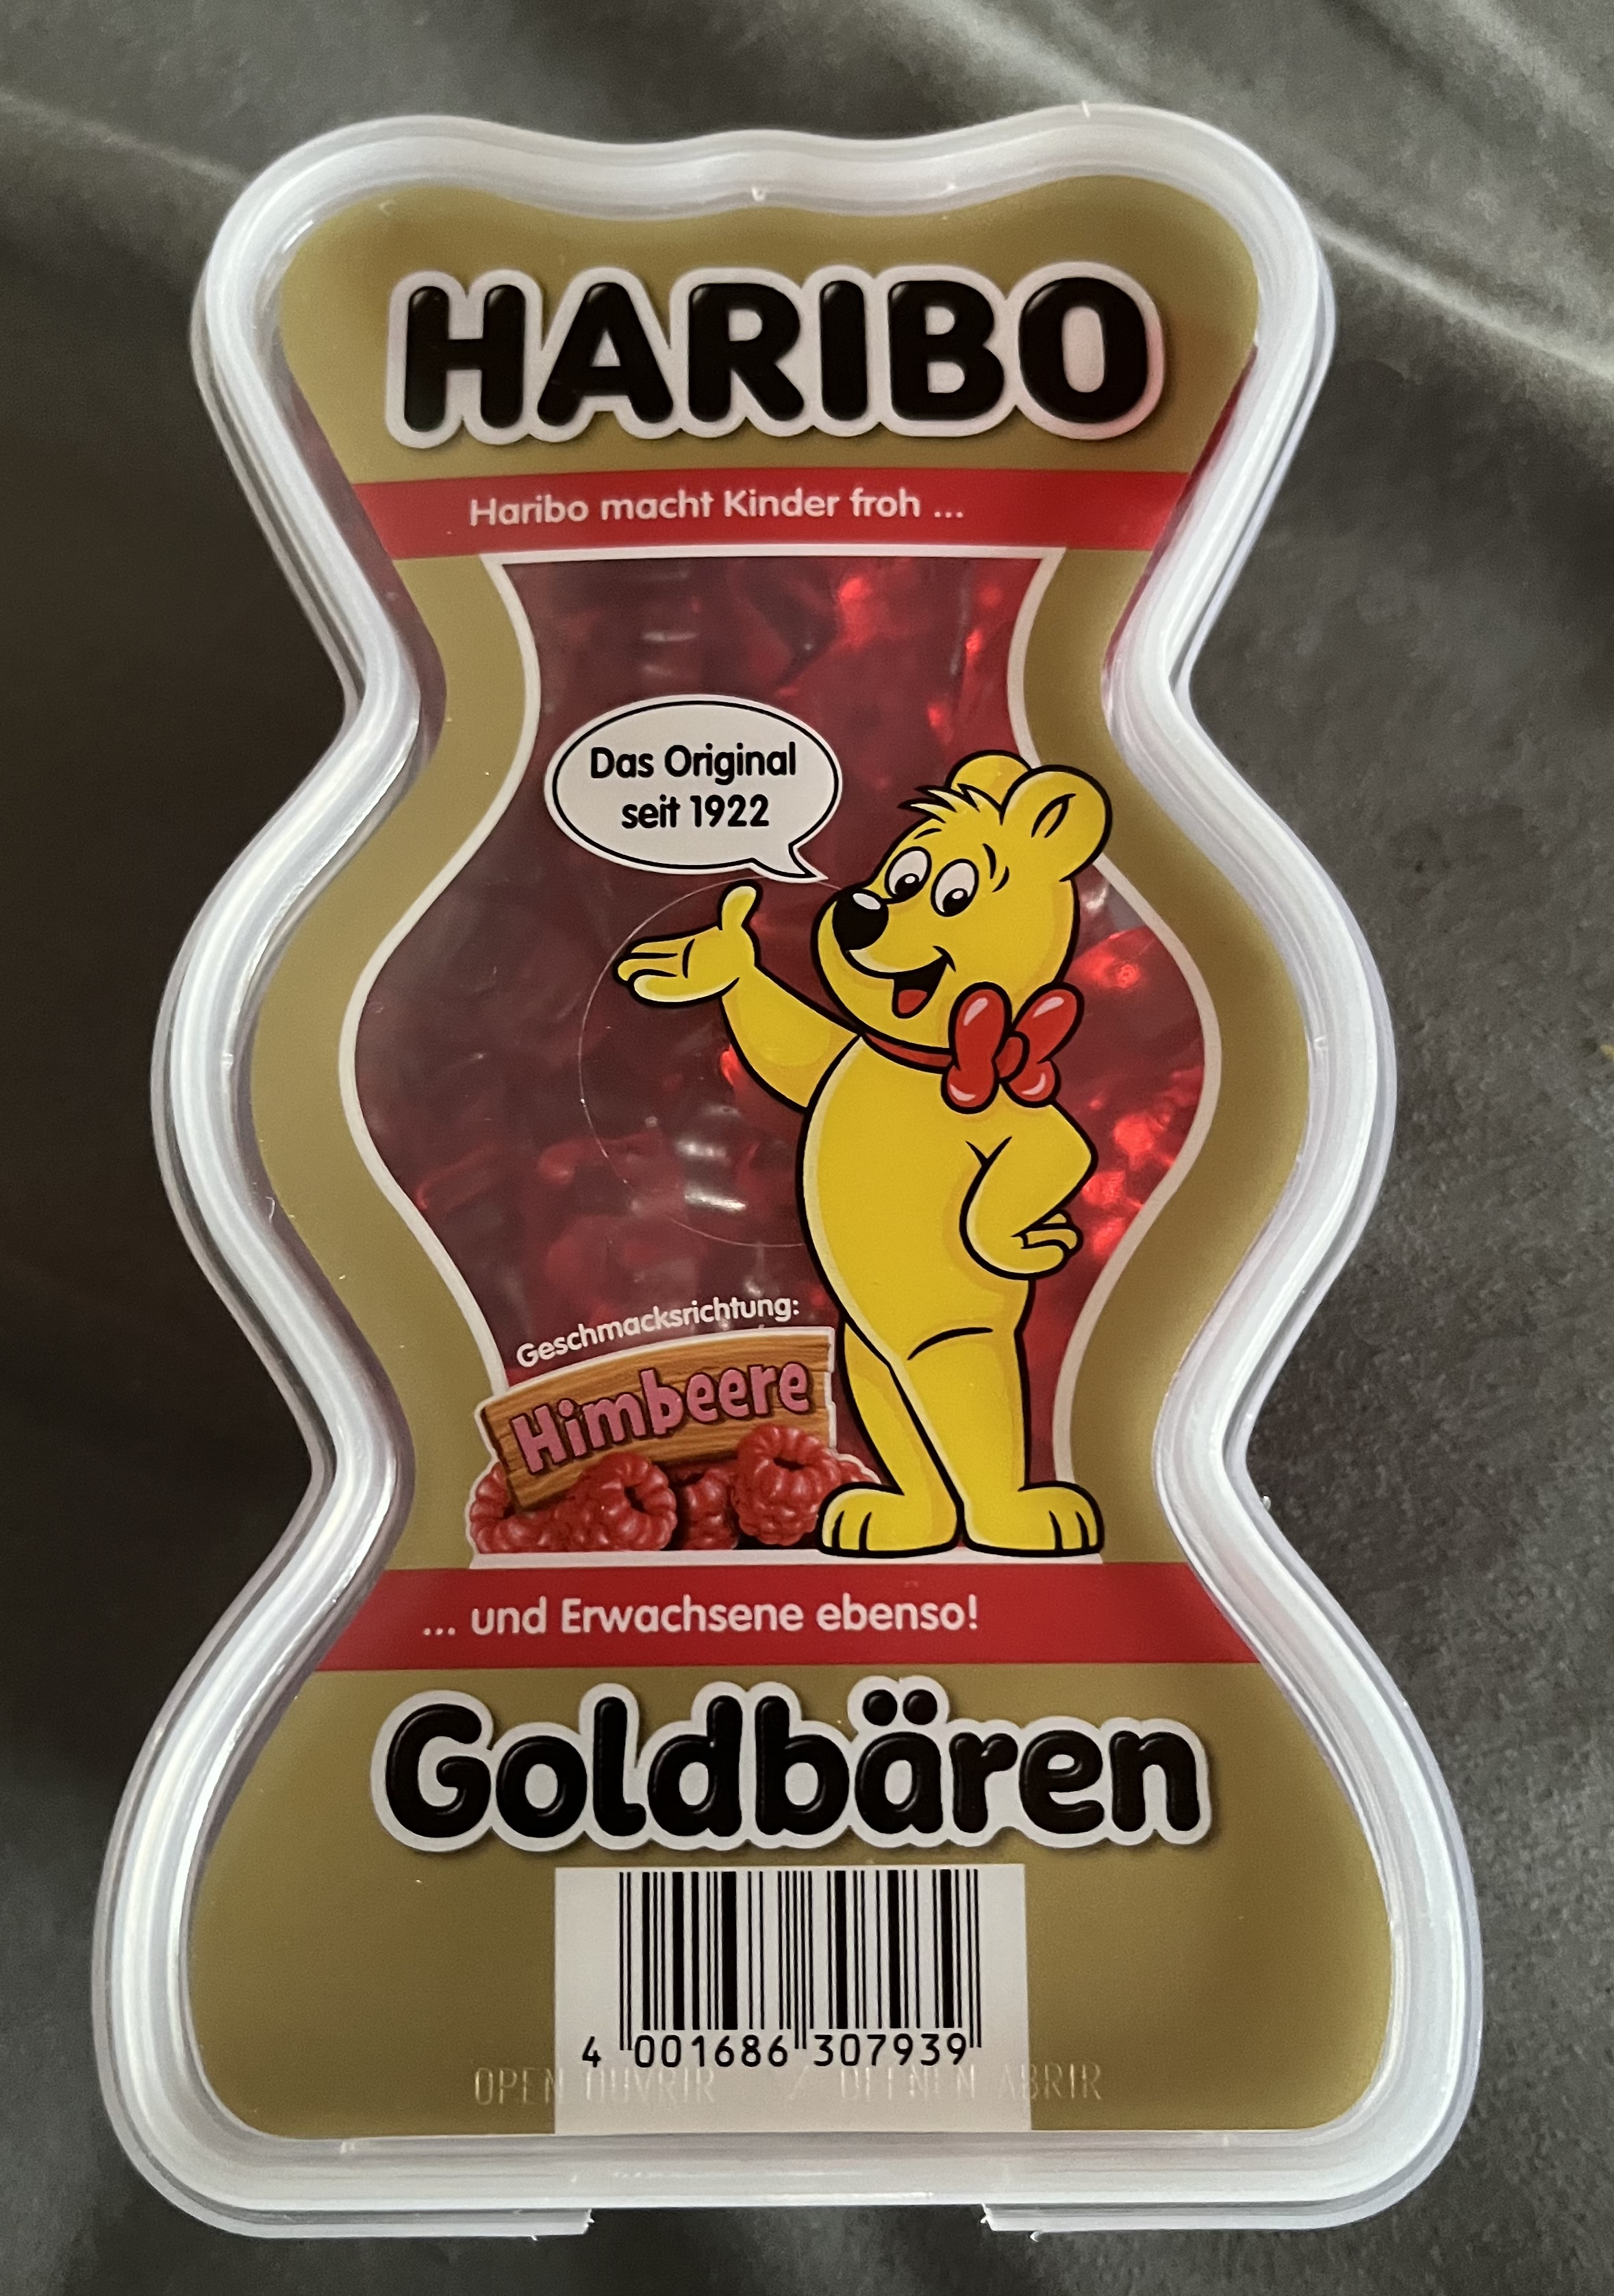 HARIBO
Haribo macht Kinder froh ...
Das Original
seit 1922
Geschmacksrichtung:
Himbeere
... und Erwachsene ebenso!
Goldbären
4 001686 307939
OPEN OUVRIR / ÖFFNEN ABRIR